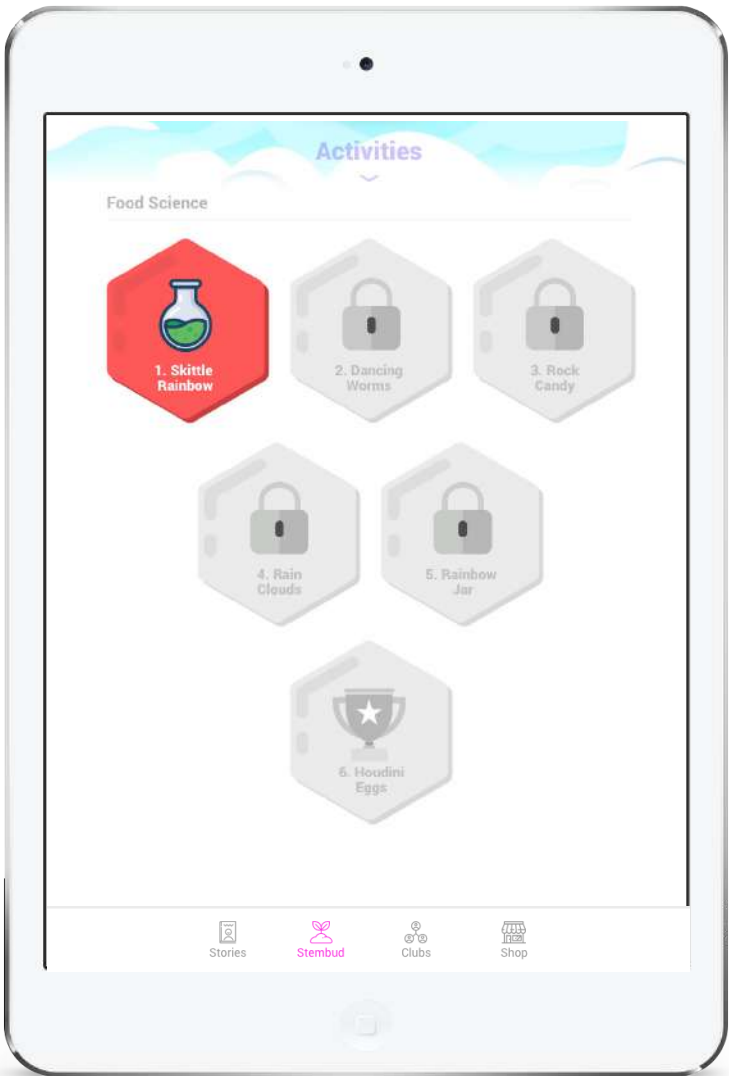 Activities
Food Science
1. Skittle
Rainbow
2. Dancing
Worms
3. Rock
Candy
4. Rain
Clouds
5. Rainbow
Jar
6. Houdini
Eggs
Stories
Stembud
Clubs
Shop